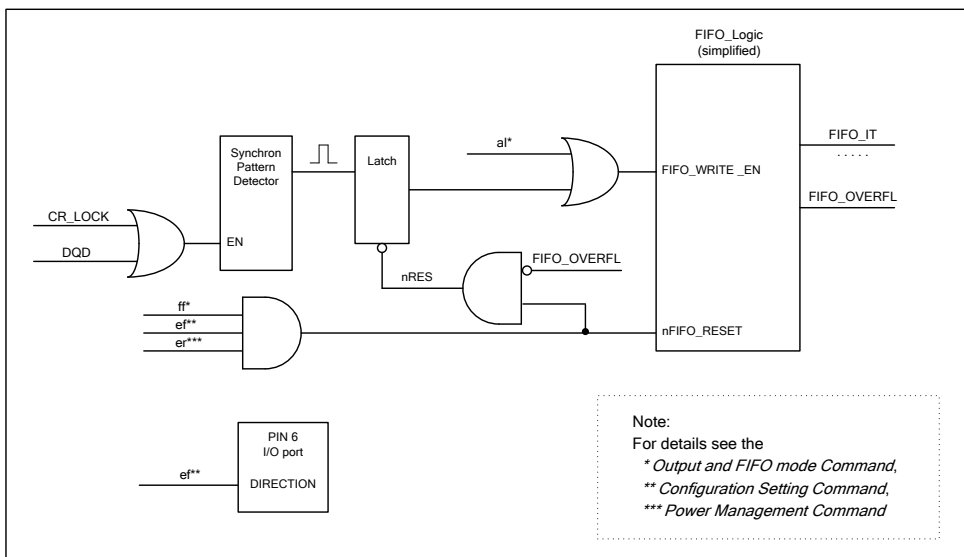 FIFO_Logic
(simplified)
al*
Synchron
Pattern
Detector
Latch
FIFO_IT
. . . . .
FIFO_WRITE _EN
FIFO_OVERFL
CR_LOCK
EN
DQD
FIFO_OVERFL
nRES
ff*
ef**
er***
nFIFO_RESET
PIN 6
I/O port
ef**
DIRECTION
Note:
For details see the
* Output and FIFO mode Command,
** Configuration Setting Command,
*** Power Management Command